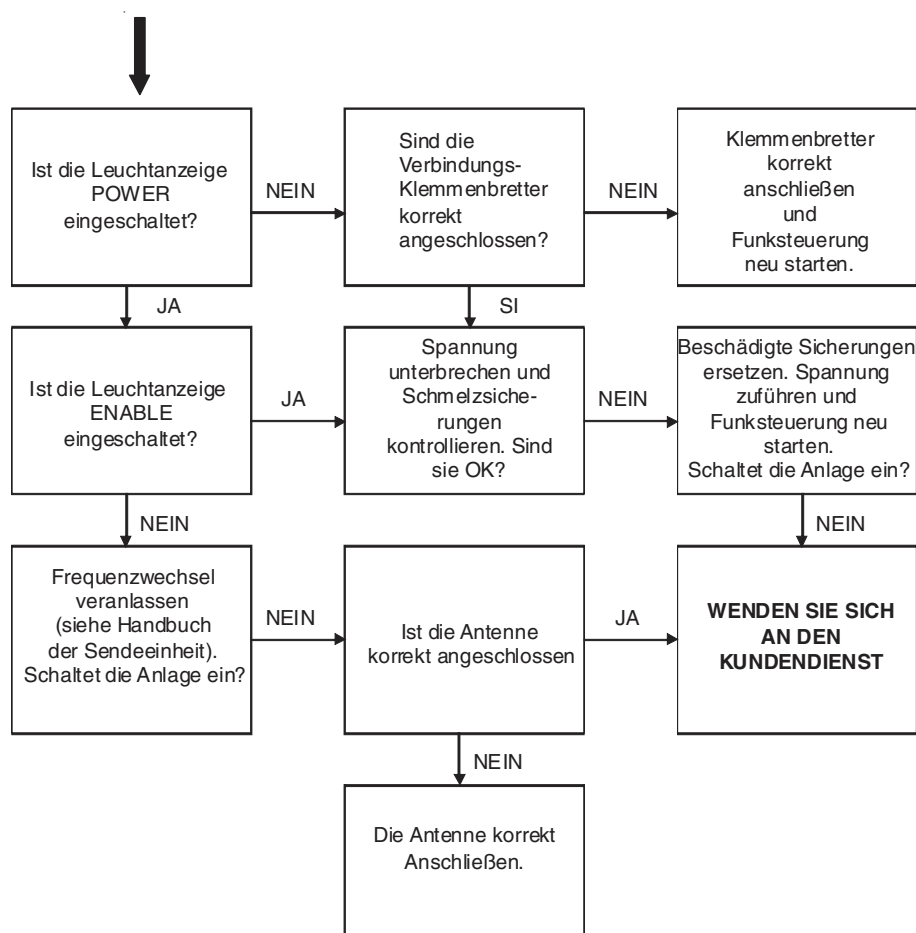 Ist die Leuchtanzeige
POWER
eingeschaltet?
NEIN
Sind die
Verbindungs-
Klemmenbretter
korrekt
angeschlossen?
NEIN
Klemmenbretter
korrekt
anschließen
und
Funksteuerung
neu starten.
JA
SI
Ist die Leuchtanzeige
ENABLE
eingeschaltet?
JA
Spannung
unterbrechen und
Schmelzsiche-
rungen
kontrollieren. Sind
sie OK?
NEIN
Beschädigte Sicherungen
ersetzen. Spannung
zuführen und
Funksteuerung neu
starten.
Schaltet die Anlage ein?
NEIN
NEIN
Frequenzwechsel
veranlassen
(siehe Handbuch
der Sendeeinheit).
Schaltet die Anlage ein?
NEIN
Ist die Antenne
korrekt angeschlossen
JA
WENDEN SIE SICH
AN DEN
KUNDENDIENST
NEIN
Die Antenne korrekt
Anschließen.